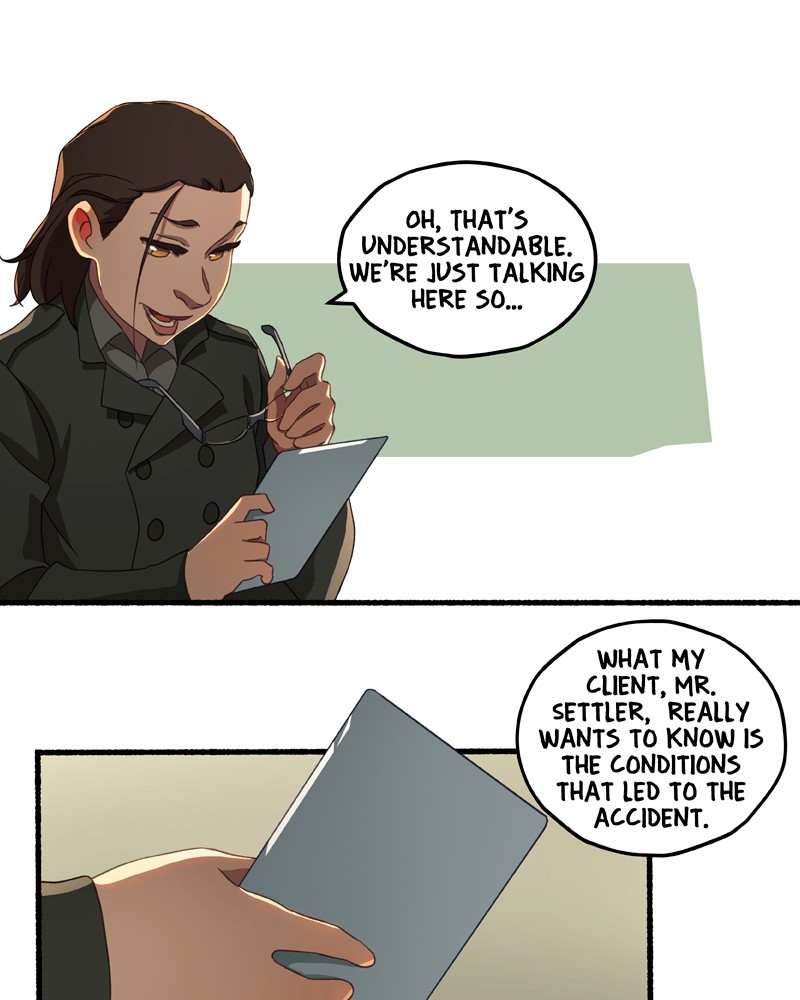 OH, THAT'S
UNDERSTANDABLE.
WE'RE JUST TALKING
HERE SO...
WHAT MY
CLIENT, MR.
SETTLER, REALLY
WANTS TO KNOW IS
THE CONDITIONS
THAT LED TO THE
ACCIDENT.